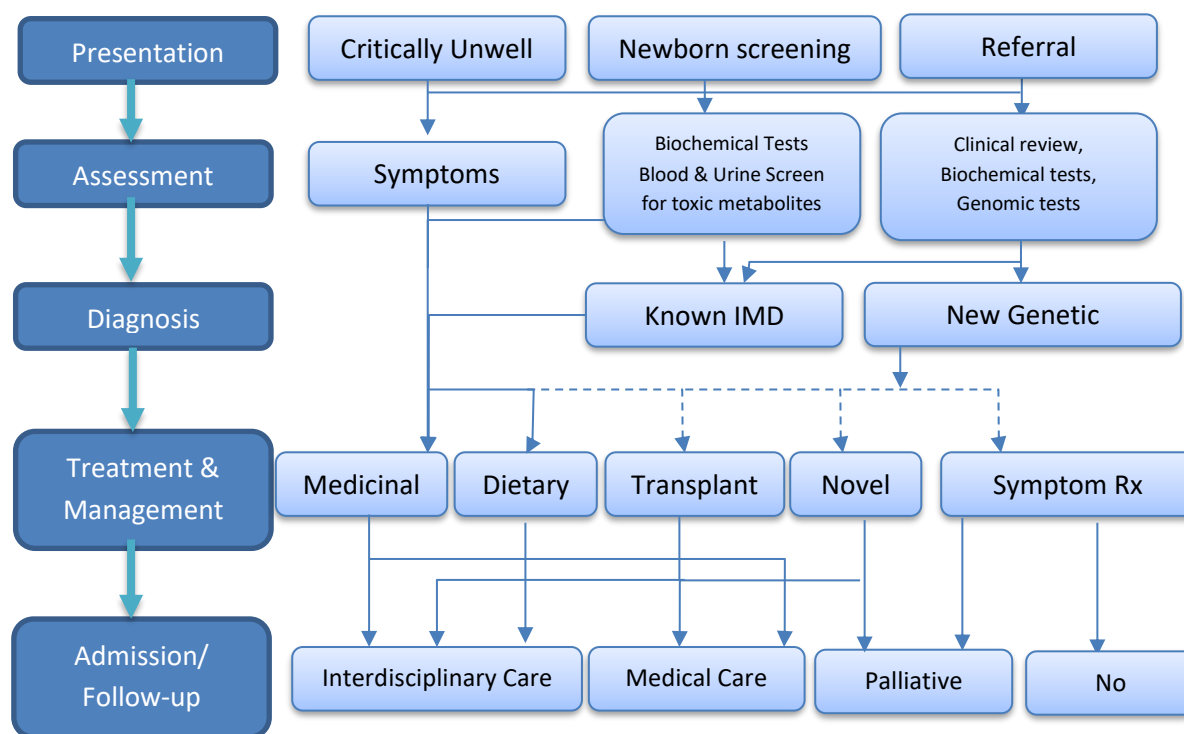 Presentation
Critically Unwell
Newborn screening
Referral
Assessment
Symptoms
Biochemical Tests
Blood & Urine Screen
for toxic metabolites
Clinical review,
Biochemical tests,
Genomic tests
Diagnosis
Known IMD
New Genetic
Treatment &
Management
Medicinal
Dietary
Transplant
Novel
Symptom Rx
Admission/
Follow-up
Interdisciplinary Care
Medical Care
Palliative
No